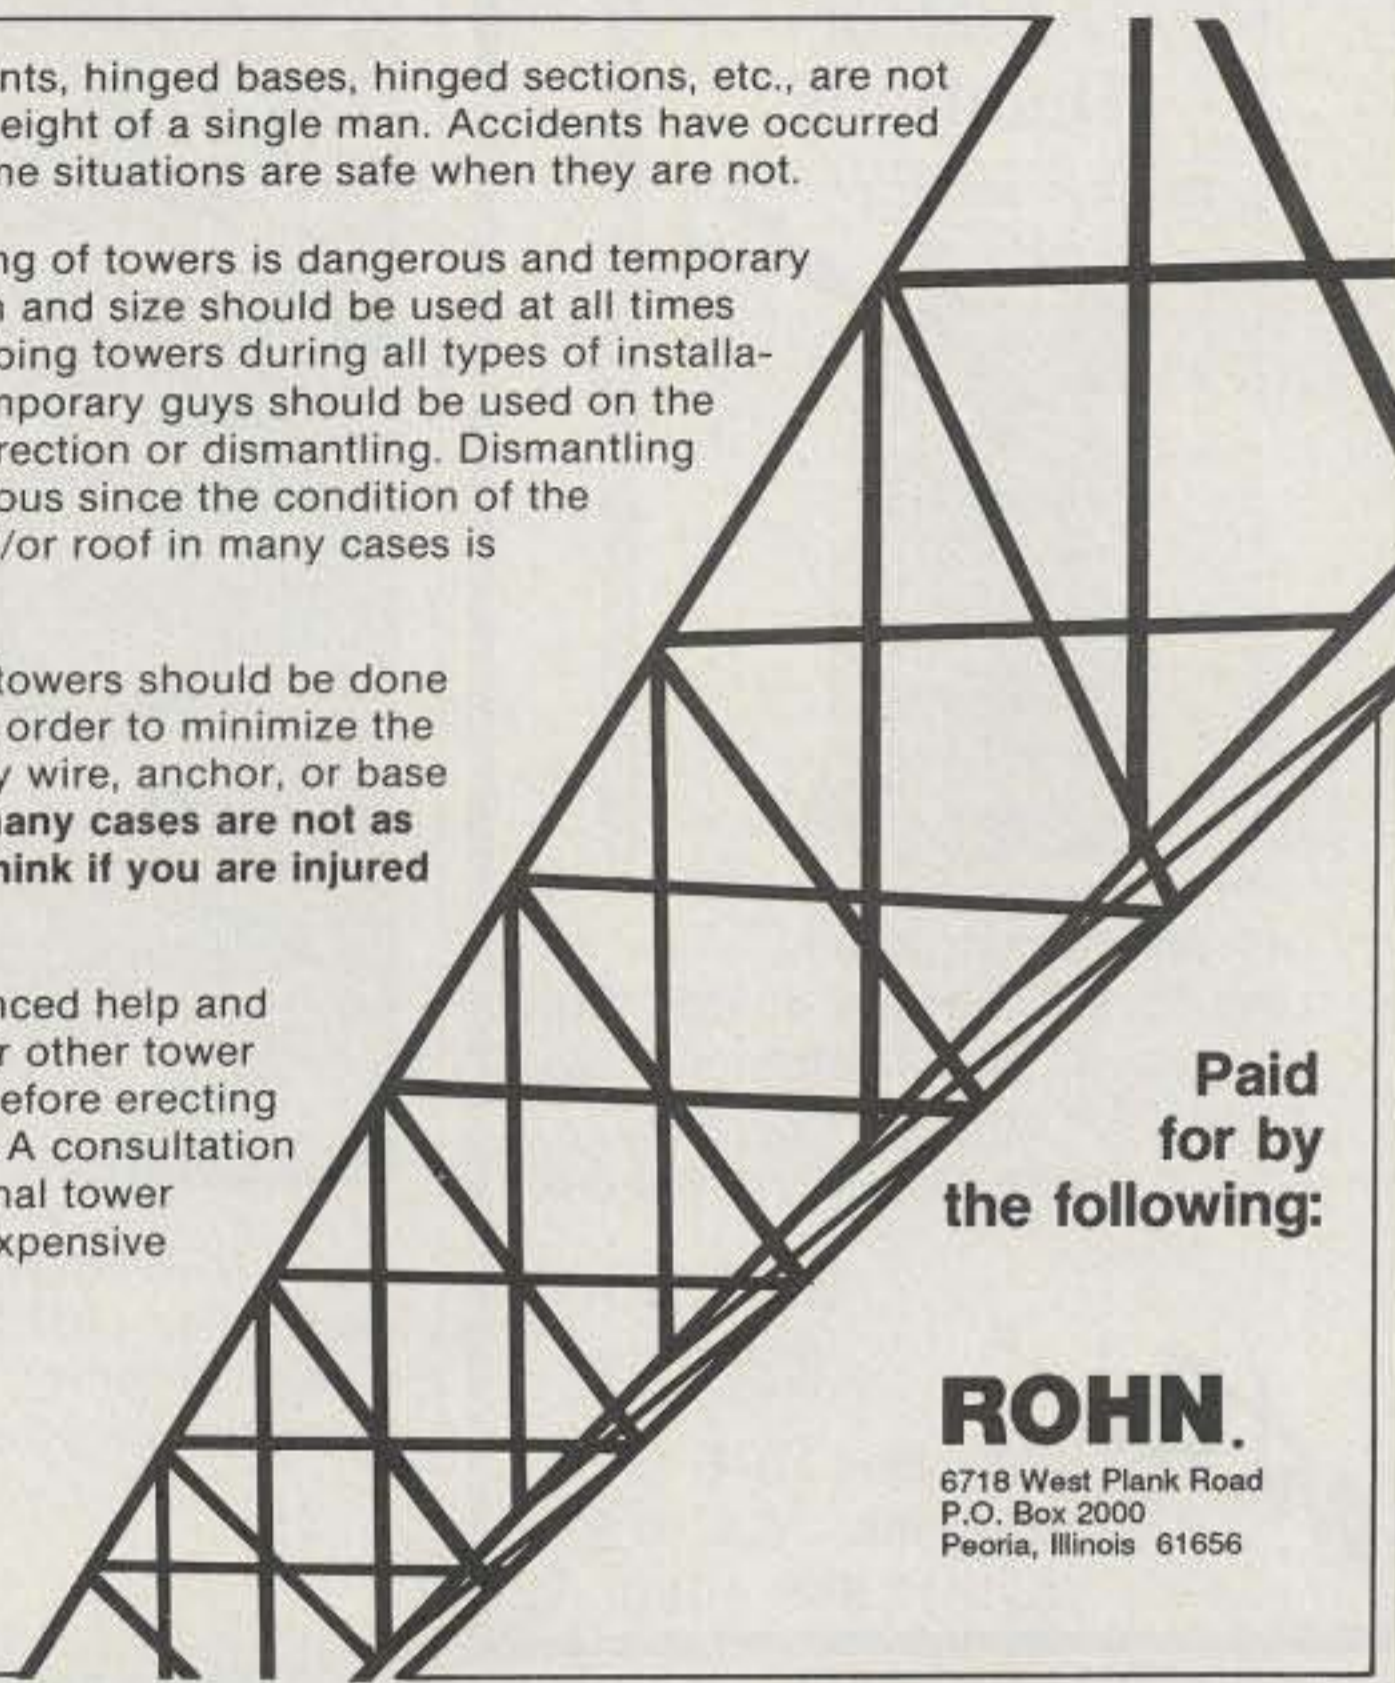 nts, hinged bases, hinged sections, etc., are not
eight of a single man. Accidents have occurred
ne situations are safe when they are not.
ng of towers is dangerous and temporary
n and size should be used at all times
bing towers during all types of installa-
mporary guys should be used on the
rection or dismantling. Dismantling
ous since the condition of the
/or roof in many cases is
towers should be done
order to minimize the
y wire, anchor, or base
nany cases are not as
hink if you are injured
nced help and
r other tower
efore erecting
A consultation
nal tower
xpensive
Paid
for by
the following:
ROHN.
6718 West Plank Road
P.O. Box 2000
Peoria, Illinois 61656